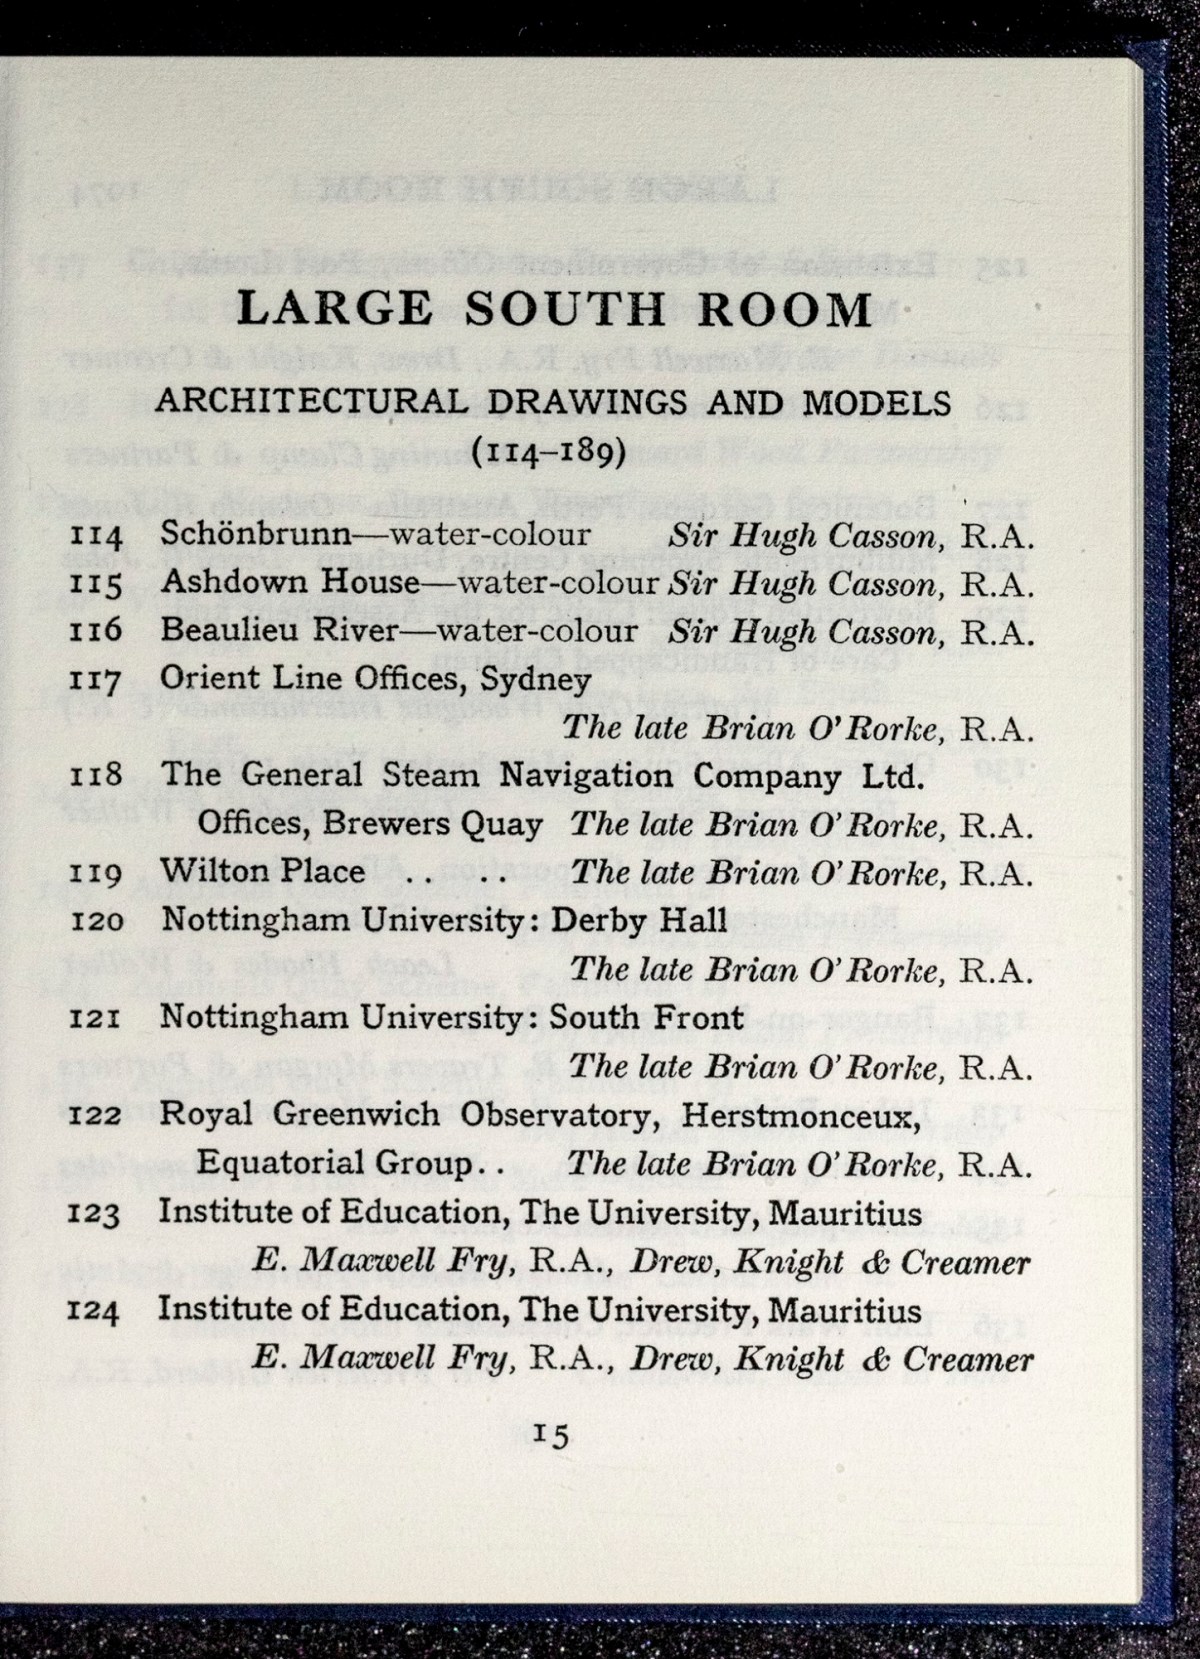 LARGE SOUTH ROOM
ARCHITECTURAL DRAWINGS AND MODELS
(114–189)
114 Schönbrunn—water-colour Sir Hugh Casson, R.A.
115 Ashdown House—water-colour Sir Hugh Casson, R.A.
116 Beaulieu River—water-colour Sir Hugh Casson, R.A.
117 Orient Line Offices, Sydney
The late Brian O'Rorke, R.A.
118 The General Steam Navigation Company Ltd.
Offices, Brewers Quay The late Brian O'Rorke, R.A.
119 Wilton Place .. .. The late Brian O'Rorke, R.A.
120 Nottingham University: Derby Hall
The late Brian O'Rorke, R.A.
121 Nottingham University: South Front
The late Brian O'Rorke, R.A.
122 Royal Greenwich Observatory, Herstmonceux,
Equatorial Group.. The late Brian O'Rorke, R.A.
123 Institute of Education, The University, Mauritius
E. Maxwell Fry, R.A., Drew, Knight & Creamer
124 Institute of Education, The University, Mauritius
E. Maxwell Fry, R.A., Drew, Knight & Creamer
15